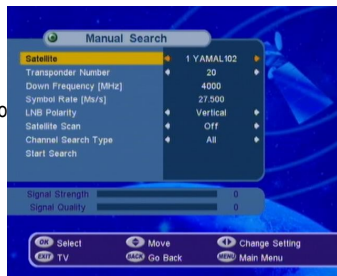 Manual Search
Satellite 1 YAMAL102
Transponder Number 20
Down Frequency [MHz] 4000
Symbol Rate [Ms/s] 27.500
LNB Polarity Vertical
Satellite Scan Off
Channel Search Type All
Start Search
Signal Strength 0
Signal Quality 0
OK Select Move Change Setting
EXIT TV BACK Go Back MENU Main Menu